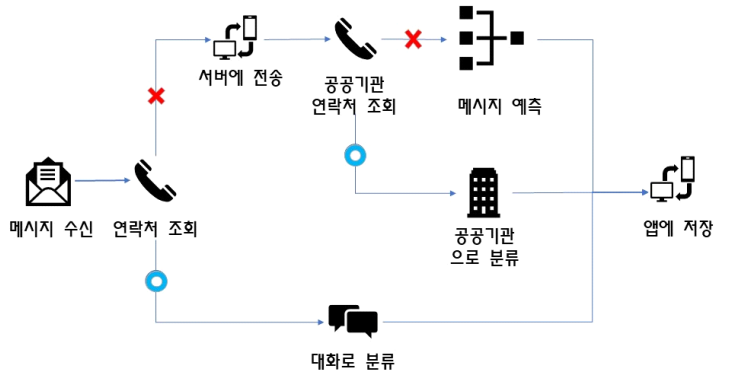 서버에 전송
공공기관
연락처 조회
메시지 예측
메시지 수신
연락처 조회
공공기관
으로 분류
앱에 저장
대화로 분류